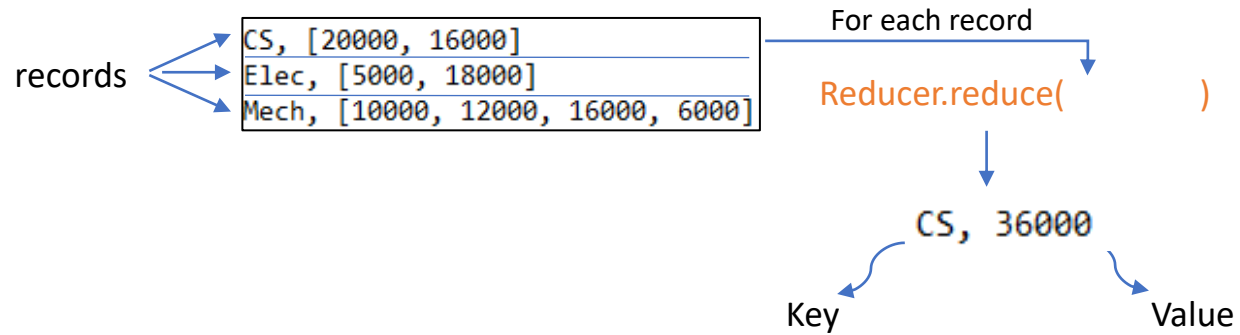 For each record
records
CS, [20000, 16000]
Elec, [5000, 18000]
Mech, [10000, 12000, 16000, 6000]
Reducer.reduce( )
CS, 36000
Key
Value